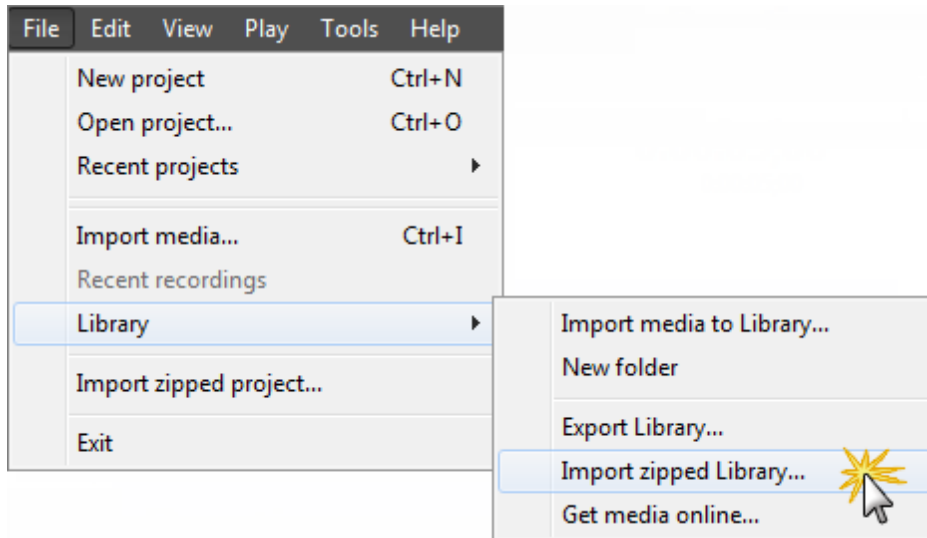 File Edit View Play Tools Help
New project Ctrl+N
Open project... Ctrl+O
Recent projects
Import media... Ctrl+I
Recent recordings
Library
Import zipped project...
Exit
Import media to Library...
New folder
Export Library...
Import zipped Library...
Get media online...